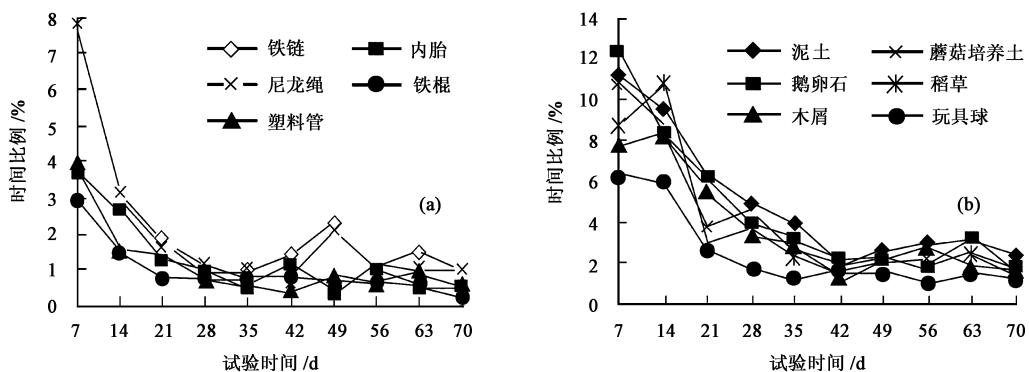 8
7
6
5
4
3
2
1
0
时间比例/%
铁链
内胎
尼龙绳
铁棍
塑料管
(a)
7 14 21 28 35 42 49 56 63 70
试验时间/d
14
12
10
8
6
4
2
0
时间比例/%
泥土
蘑菇培养土
鹅卵石
稻草
木屑
玩具球
(b)
7 14 21 28 35 42 49 56 63 70
试验时间/d